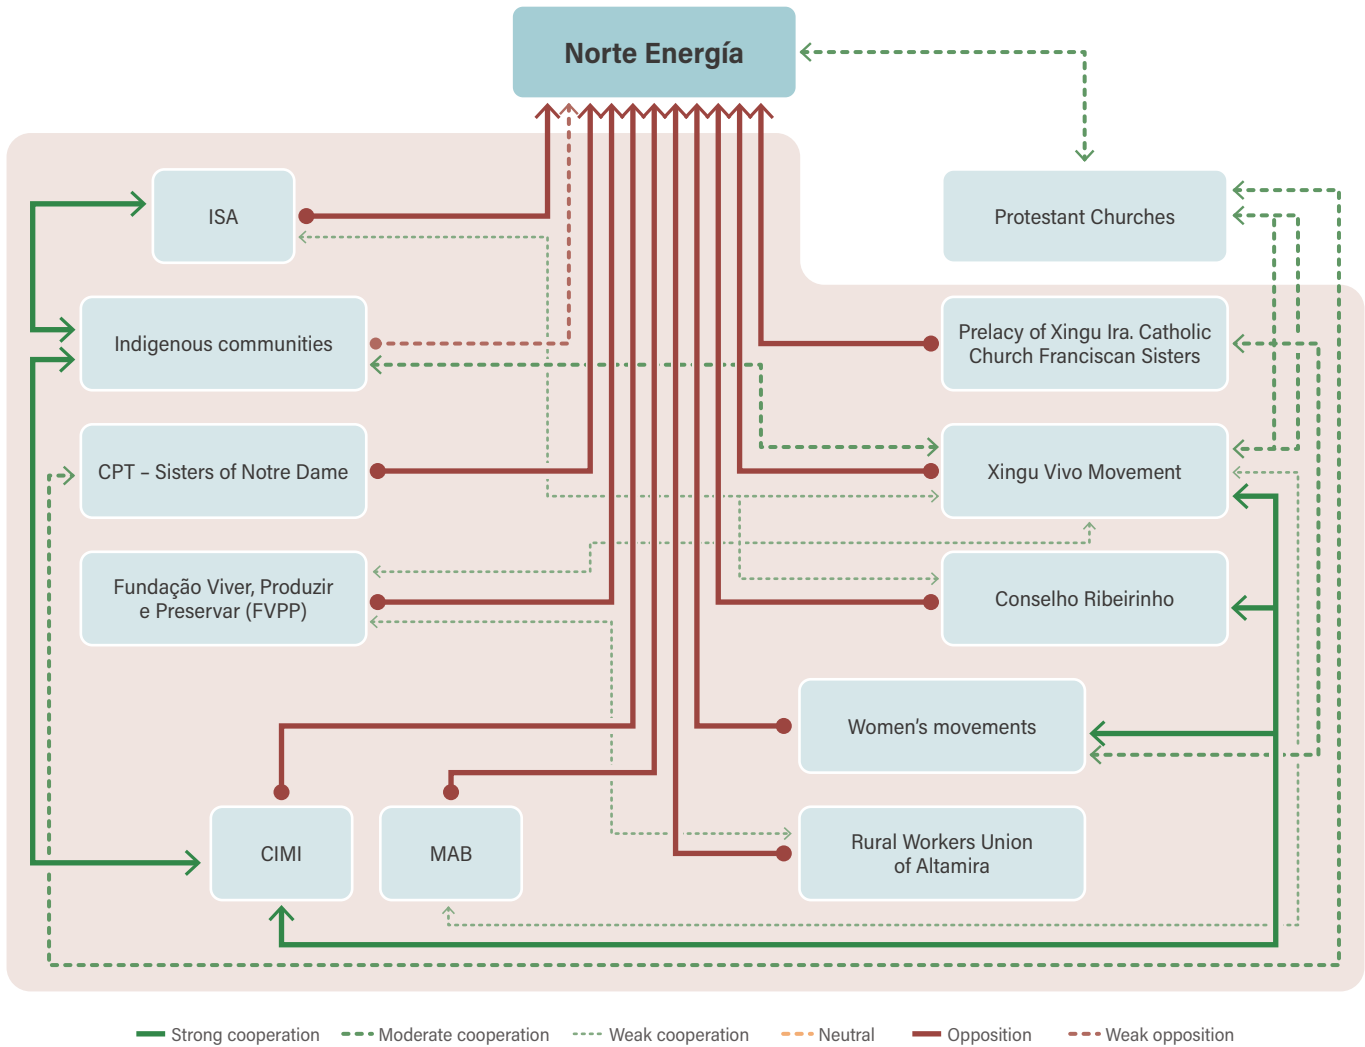 Norte Energía
ISA
Protestant Churches
Indigenous communities
Prelacy of Xingu Ira. Catholic
Church Franciscan Sisters
CPT – Sisters of Notre Dame
Xingu Vivo Movement
Fundação Viver, Produzir
e Preservar (FVPP)
Conselho Ribeirinho
Women’s movements
CIMI
MAB
Rural Workers Union
of Altamira
Strong cooperation
Moderate cooperation
Weak cooperation
Neutral
Opposition
Weak opposition